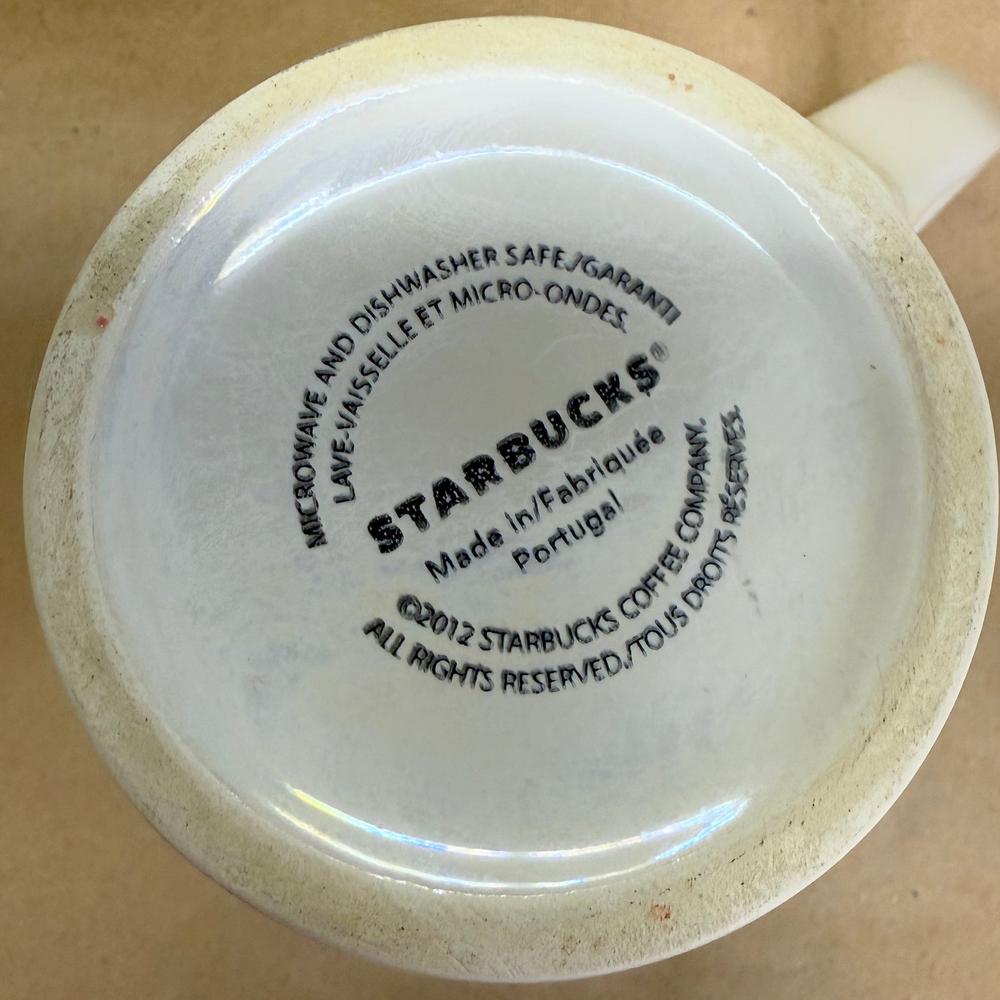 MICROWAVE AND DISHWASHER SAFE./GARANTI
LAVE-VAISSELLE ET MICRO-ONDES.
STARBUCKS®
Made in/Fabriquée
Portugal
©2012 STARBUCKS COFFEE COMPANY.
ALL RIGHTS RESERVED./TOUS DROITS RÉSERVÉS.